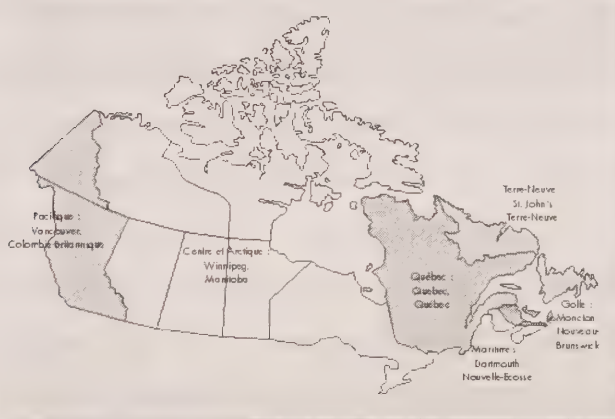 Terre-Neuve
St. John's
Terre-Neuve
Pacifique :
Vancouver,
Colombie-Britannique
Centre et Arctique :
Winnipeg,
Manitoba
Québec :
Québec,
Québec
Golfe :
Moncton
Nouveau-
Brunswick
Maritimes
Dartmouth
Nouvelle-Écosse